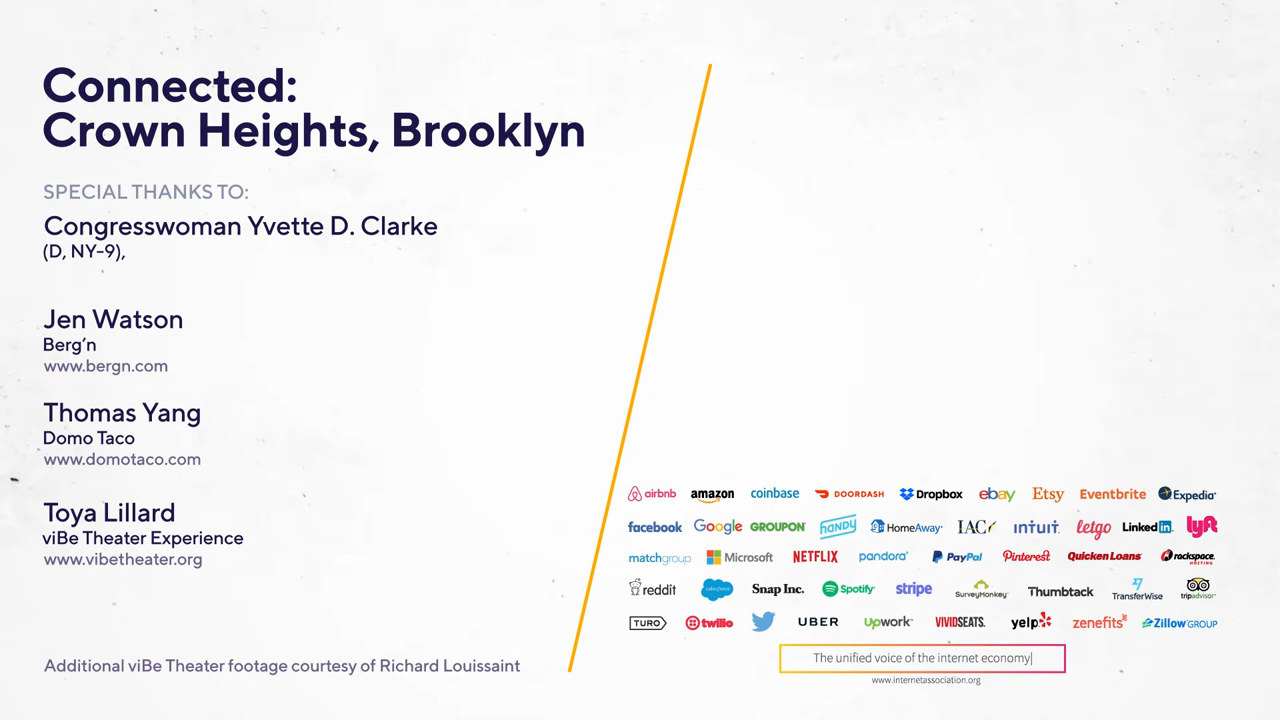 Connected:
Crown Heights, Brooklyn
SPECIAL THANKS TO:
Congresswoman Yvette D. Clarke
(D, NY-9),
Jen Watson
Berg'n
www.bergn.com
Thomas Yang
Domo Taco
www.domotaco.com
Toya Lillard
viBe Theater Experience
www.vibetheater.org
Additional viBe Theater footage courtesy of Richard Louissaint
airbnb amazon coinbase DOORDASH Dropbox ebay Etsy Eventbrite Expedia
facebook Google GROUPON HANDY HomeAway IAC intuit letgo LinkedIn lyft
matchgroup Microsoft NETFLIX pandora PayPal Pinterest Quicken Loans rackspace. HOSTING
reddit salesforce Snap Inc. Spotify stripe SurveyMonkey Thumbtack TransferWise tripadvisor
TURO twilio UBER Upwork VIVIDSEATS. yelp zenefits Zillow GROUP
The unified voice of the internet economy|
www.internetassociation.org